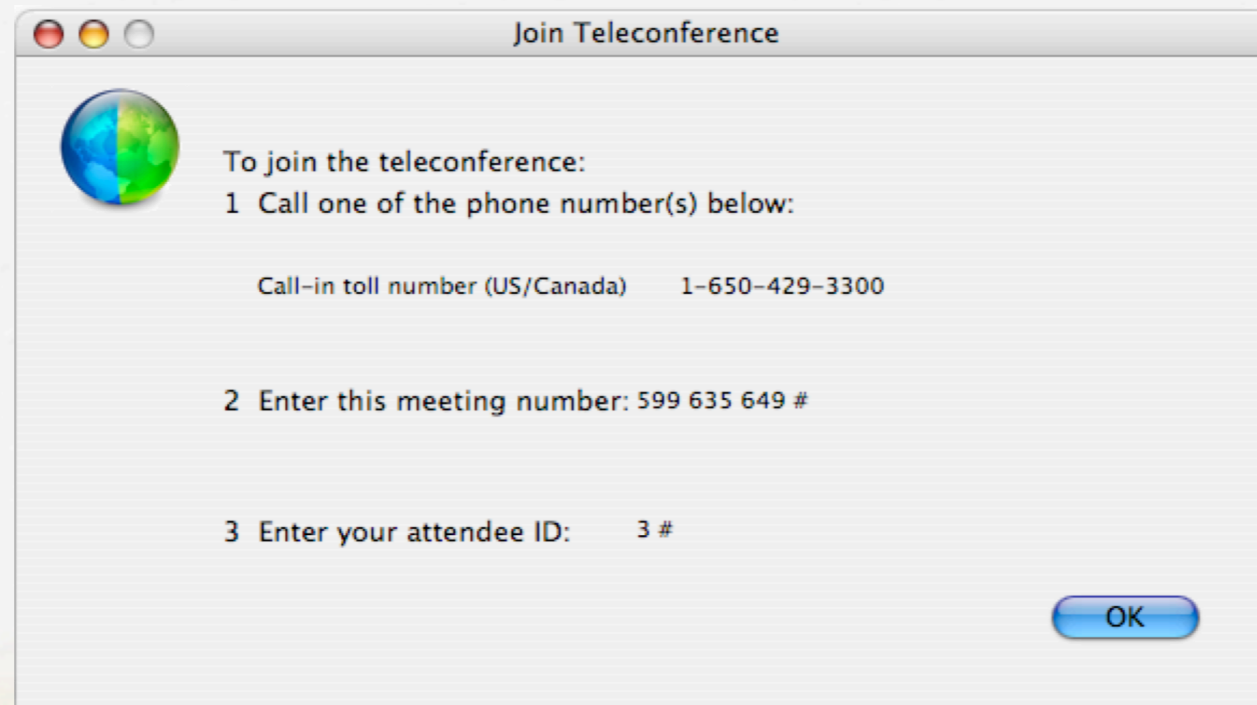 Join Teleconference
To join the teleconference:
1 Call one of the phone number(s) below:
Call-in toll number (US/Canada) 1-650-429-3300
2 Enter this meeting number: 599 635 649 #
3 Enter your attendee ID: 3 #
OK